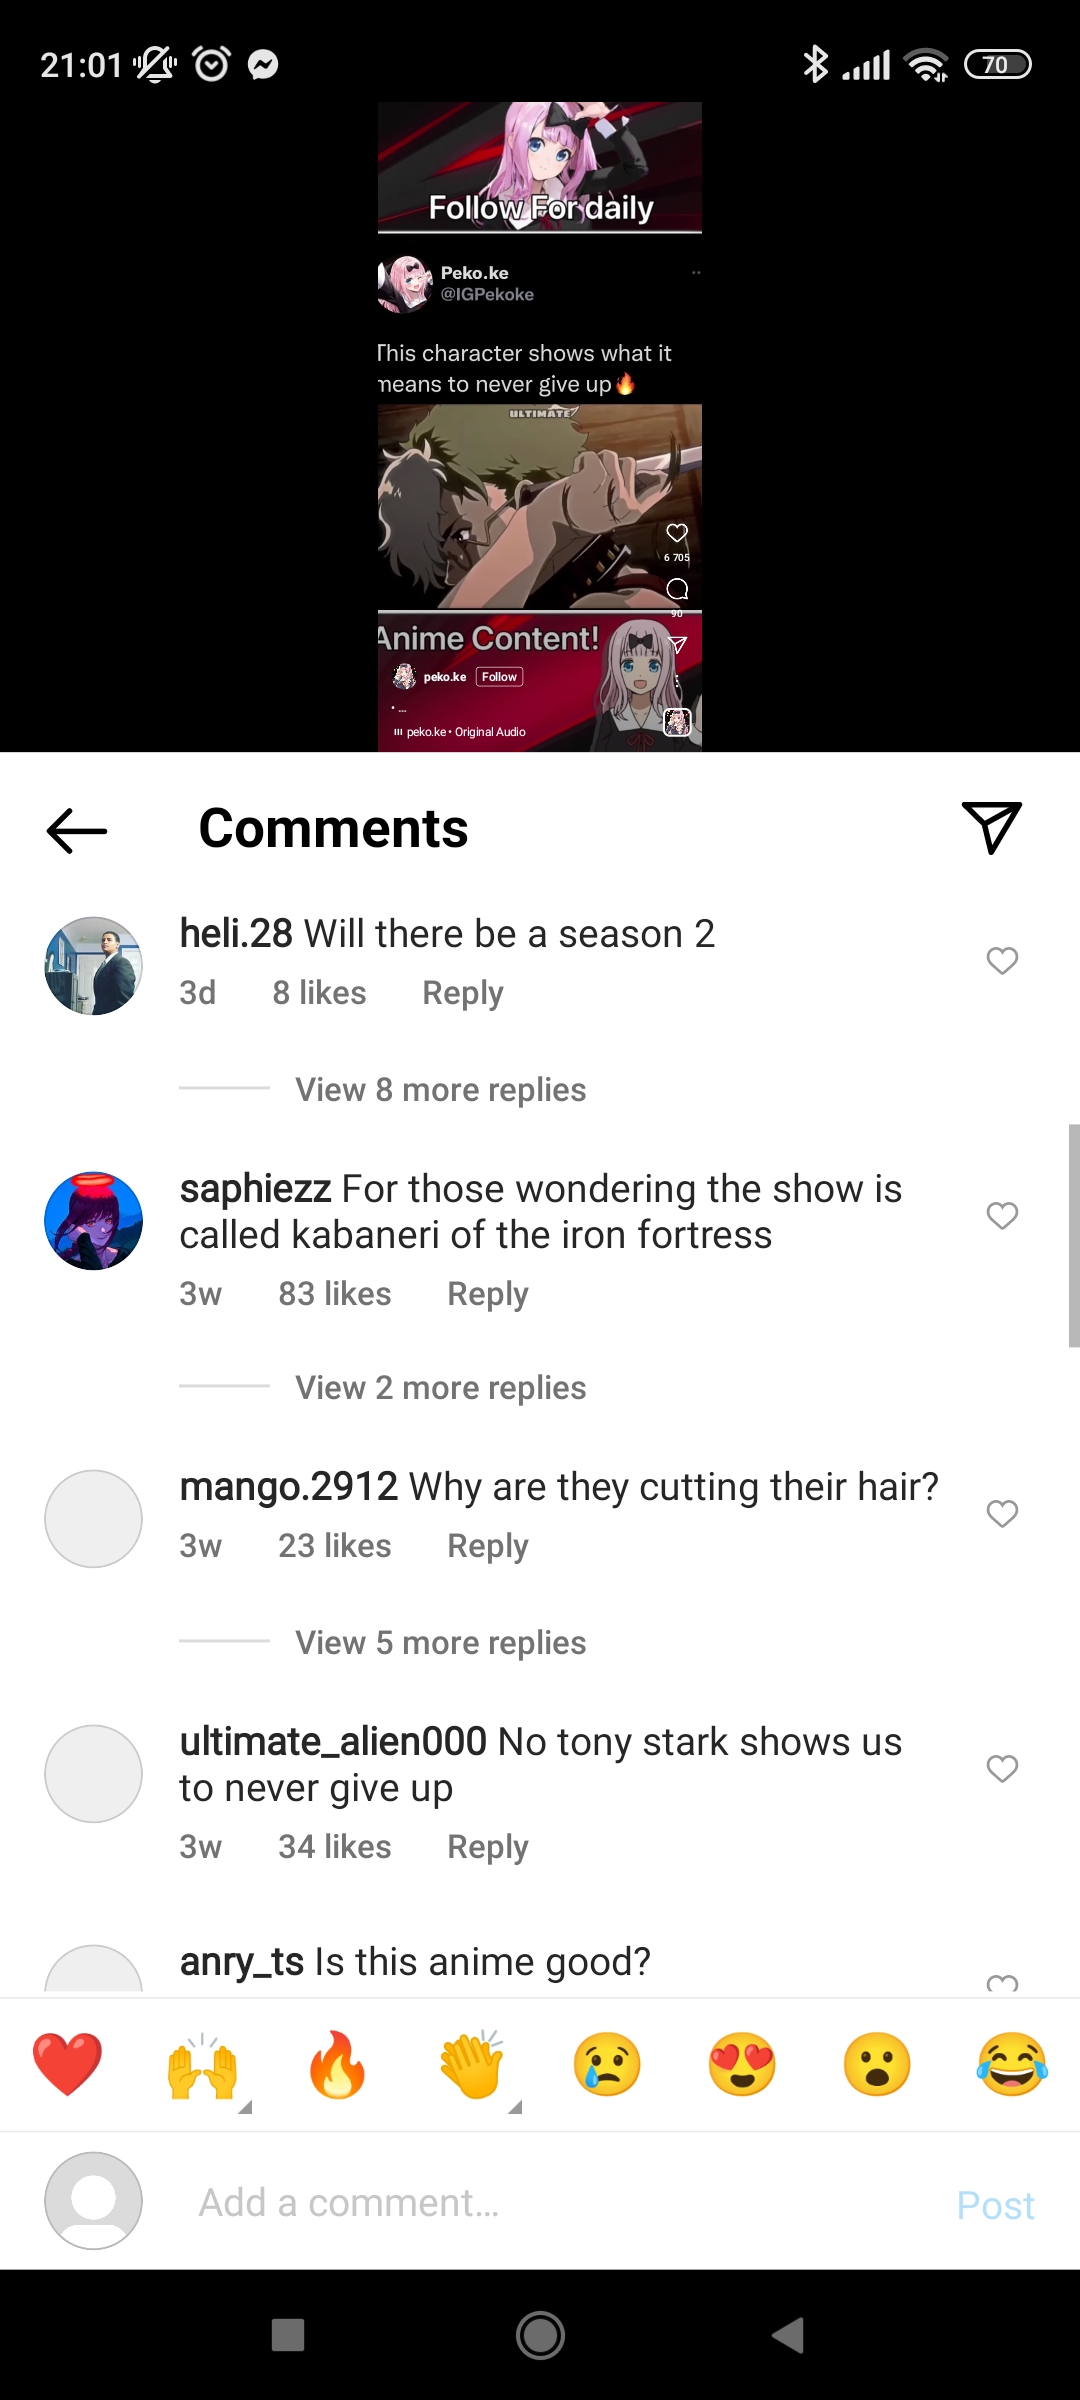 21:01
70
Follow For daily
Peko.ke
@IGPekoke
This character shows what it
means to never give up🔥
ULTIMATE
6 705
90
Anime Content!
peko.ke Follow
• ...
peko.ke • Original Audio
Comments
heli.28 Will there be a season 2
3d 8 likes Reply
View 8 more replies
saphiezz For those wondering the show is
called kabaneri of the iron fortress
3w 83 likes Reply
View 2 more replies
mango.2912 Why are they cutting their hair?
3w 23 likes Reply
View 5 more replies
ultimate_alien000 No tony stark shows us
to never give up
3w 34 likes Reply
anry_ts Is this anime good?
Add a comment...
Post